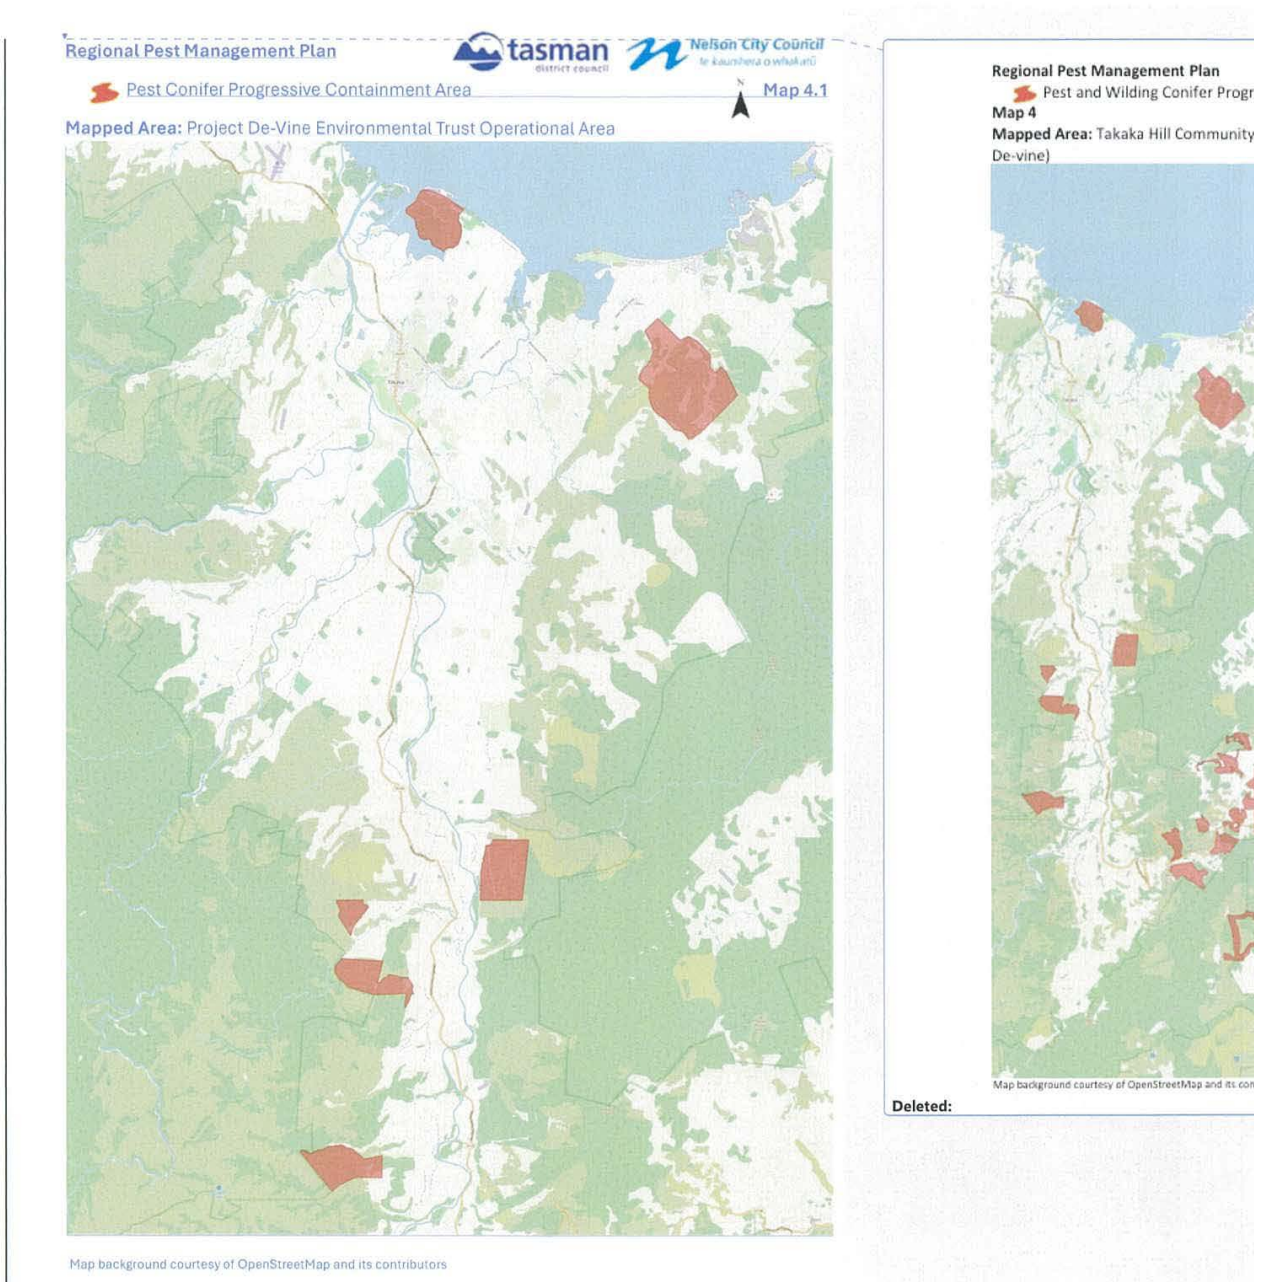 Regional Pest Management Plan
tasman
district council
Nelson City Council
te kaunihera o whakatū
Pest Conifer Progressive Containment Area
N
Map 4.1
Mapped Area: Project De-Vine Environmental Trust Operational Area
Takaka
Map background courtesy of OpenStreetMap and its contributors
Regional Pest Management Plan
Pest and Wilding Conifer Progr
Map 4
Mapped Area: Takaka Hill Community
De-vine)
Map background courtesy of OpenStreetMap and its con
Deleted: